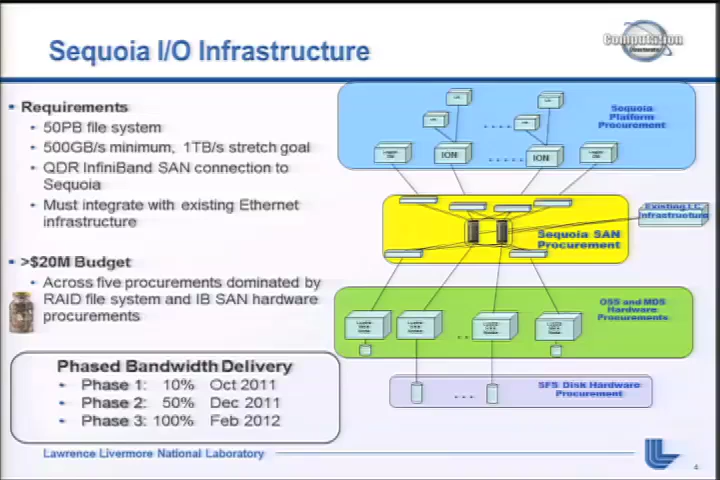 Sequoia I/O Infrastructure
Computation
Requirements
50PB file system
500GB/s minimum, 1TB/s stretch goal
QDR InfiniBand SAN connection to
Sequoia
Must integrate with existing Ethernet
infrastructure
>$20M Budget
Across five procurements dominated by
RAID file system and IB SAN hardware
procurements
Phased Bandwidth Delivery
Phase 1: 10% Oct 2011
Phase 2: 50% Dec 2011
Phase 3: 100% Feb 2012
Sequoia
Platform
Procurement
ION
ION
Existing LC
Infrastructure
Sequoia SAN
Procurement
OSS and MDS
Hardware
Procurements
SFS Disk Hardware
Procurement
Lawrence Livermore National Laboratory
4